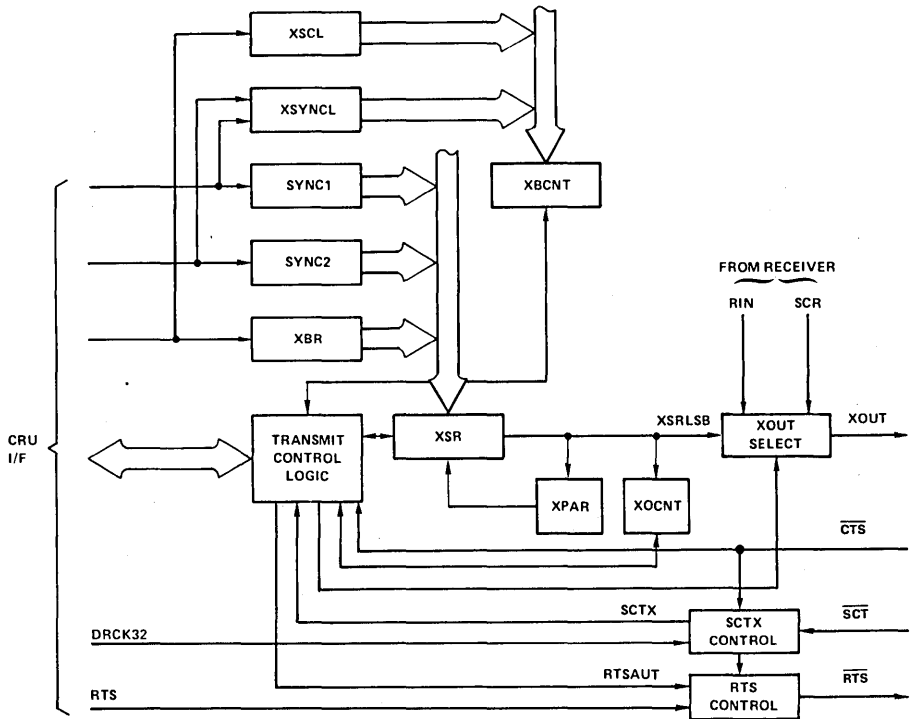 XSCL
XSYNCL
SYNC1
XBCNT
SYNC2
FROM RECEIVER
RIN
SCR
XBR
CRU
I/F
TRANSMIT
CONTROL
LOGIC
XSR
XSRLSB
XOUT
SELECT
XOUT
XPAR
XOCNT
CTS
SCTX
SCTX
CONTROL
SCT
DRCK32
RTSAUT
RTS
RTS
CONTROL
RTS